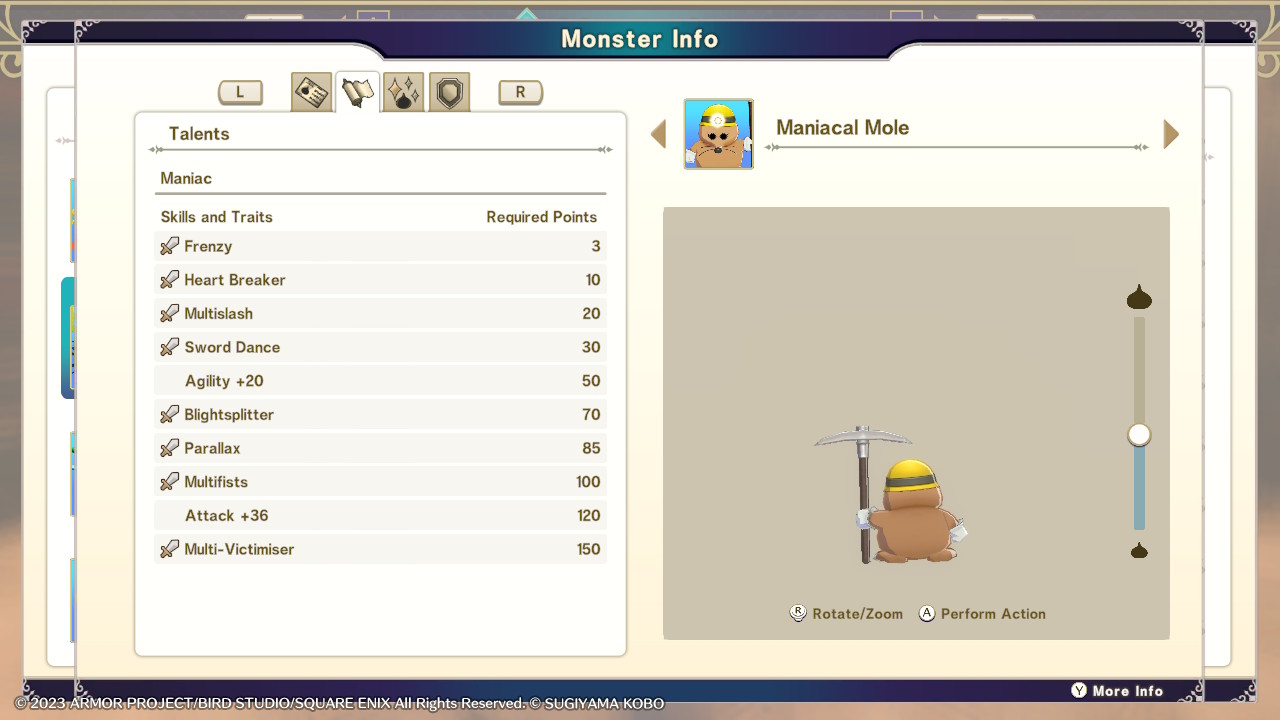 Monster Info
L
R
Talents
Maniac
Skills and Traits Required Points
Frenzy 3
Heart Breaker 10
Multislash 20
Sword Dance 30
Agility +20 50
Blightsplitter 70
Parallax 85
Multifists 100
Attack +36 120
Multi-Victimiser 150
Maniacal Mole
R Rotate/Zoom A Perform Action
Y More Info
© 2023 ARMOR PROJECT/BIRD STUDIO/SQUARE ENIX All Rights Reserved. © SUGIYAMA KOBO